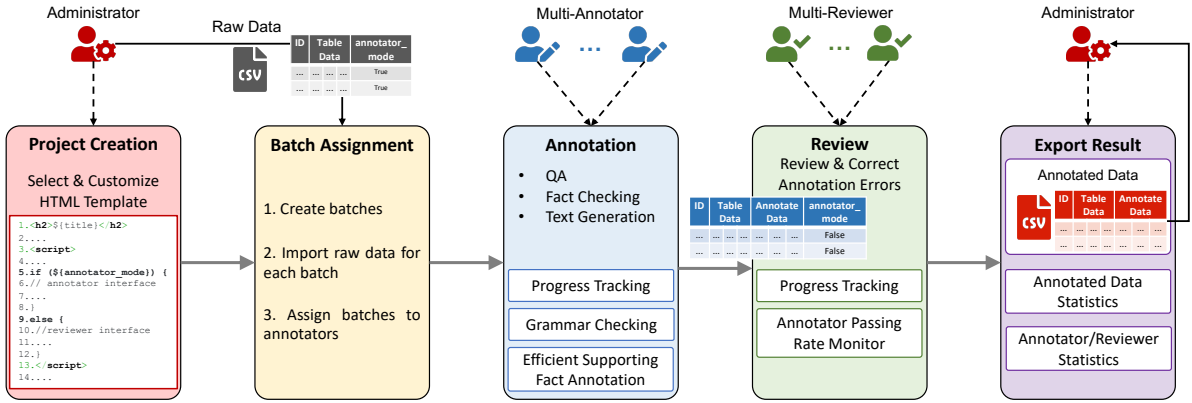 Administrator
Raw Data
CSV
ID Table Data annotator_mode
... ... ... ... True
... ... ... ... True
Multi-Annotator
...
Multi-Reviewer
...
Administrator
Project Creation
Select & Customize
HTML Template
1.<h2>${title}</h2>
2....
3.<script>
4....
5.if (${annotator_mode}) {
6.// annotator interface
7....
8.}
9.else {
10.//reviewer interface
11....
12.}
13.</script>
14....
Batch Assignment
1. Create batches
2. Import raw data for
each batch
3. Assign batches to
annotators
Annotation
• QA
• Fact Checking
• Text Generation
Progress Tracking
Grammar Checking
Efficient Supporting
Fact Annotation
Review
Review & Correct
Annotation Errors
ID Table Data Annotate Data annotator_mode
... ... ... ... ... ... ... False
... ... ... ... ... ... ... False
Progress Tracking
Annotator Passing
Rate Monitor
Export Result
Annotated Data
CSV
ID Table Data Annotate Data
... ... ... ... ... ... ...
... ... ... ... ... ... ...
Annotated Data
Statistics
Annotator/Reviewer
Statistics